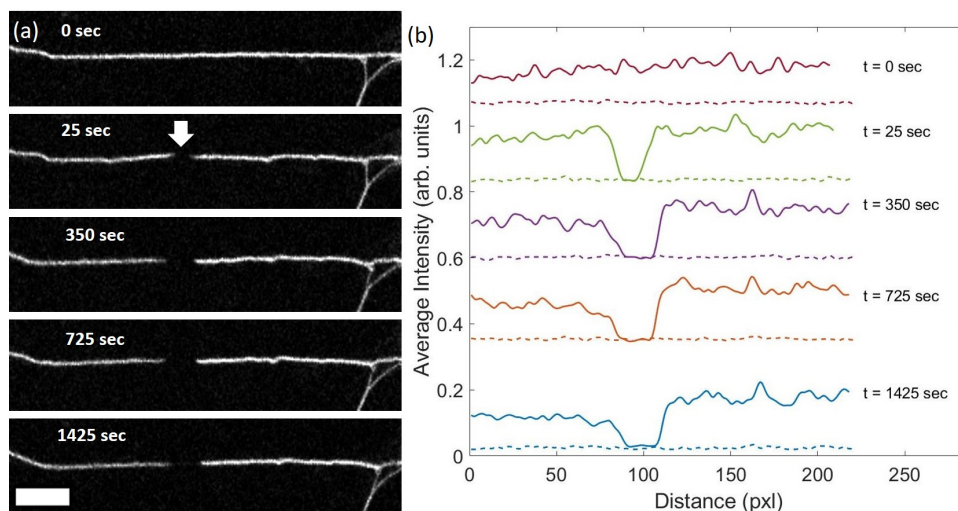 (a)
0 sec
25 sec
350 sec
725 sec
1425 sec
(b)
Average Intensity (arb. units)
1.2
1
0.8
0.6
0.4
0.2
0
0
50
100
150
200
250
Distance (pxl)
t = 0 sec
t = 25 sec
t = 350 sec
t = 725 sec
t = 1425 sec